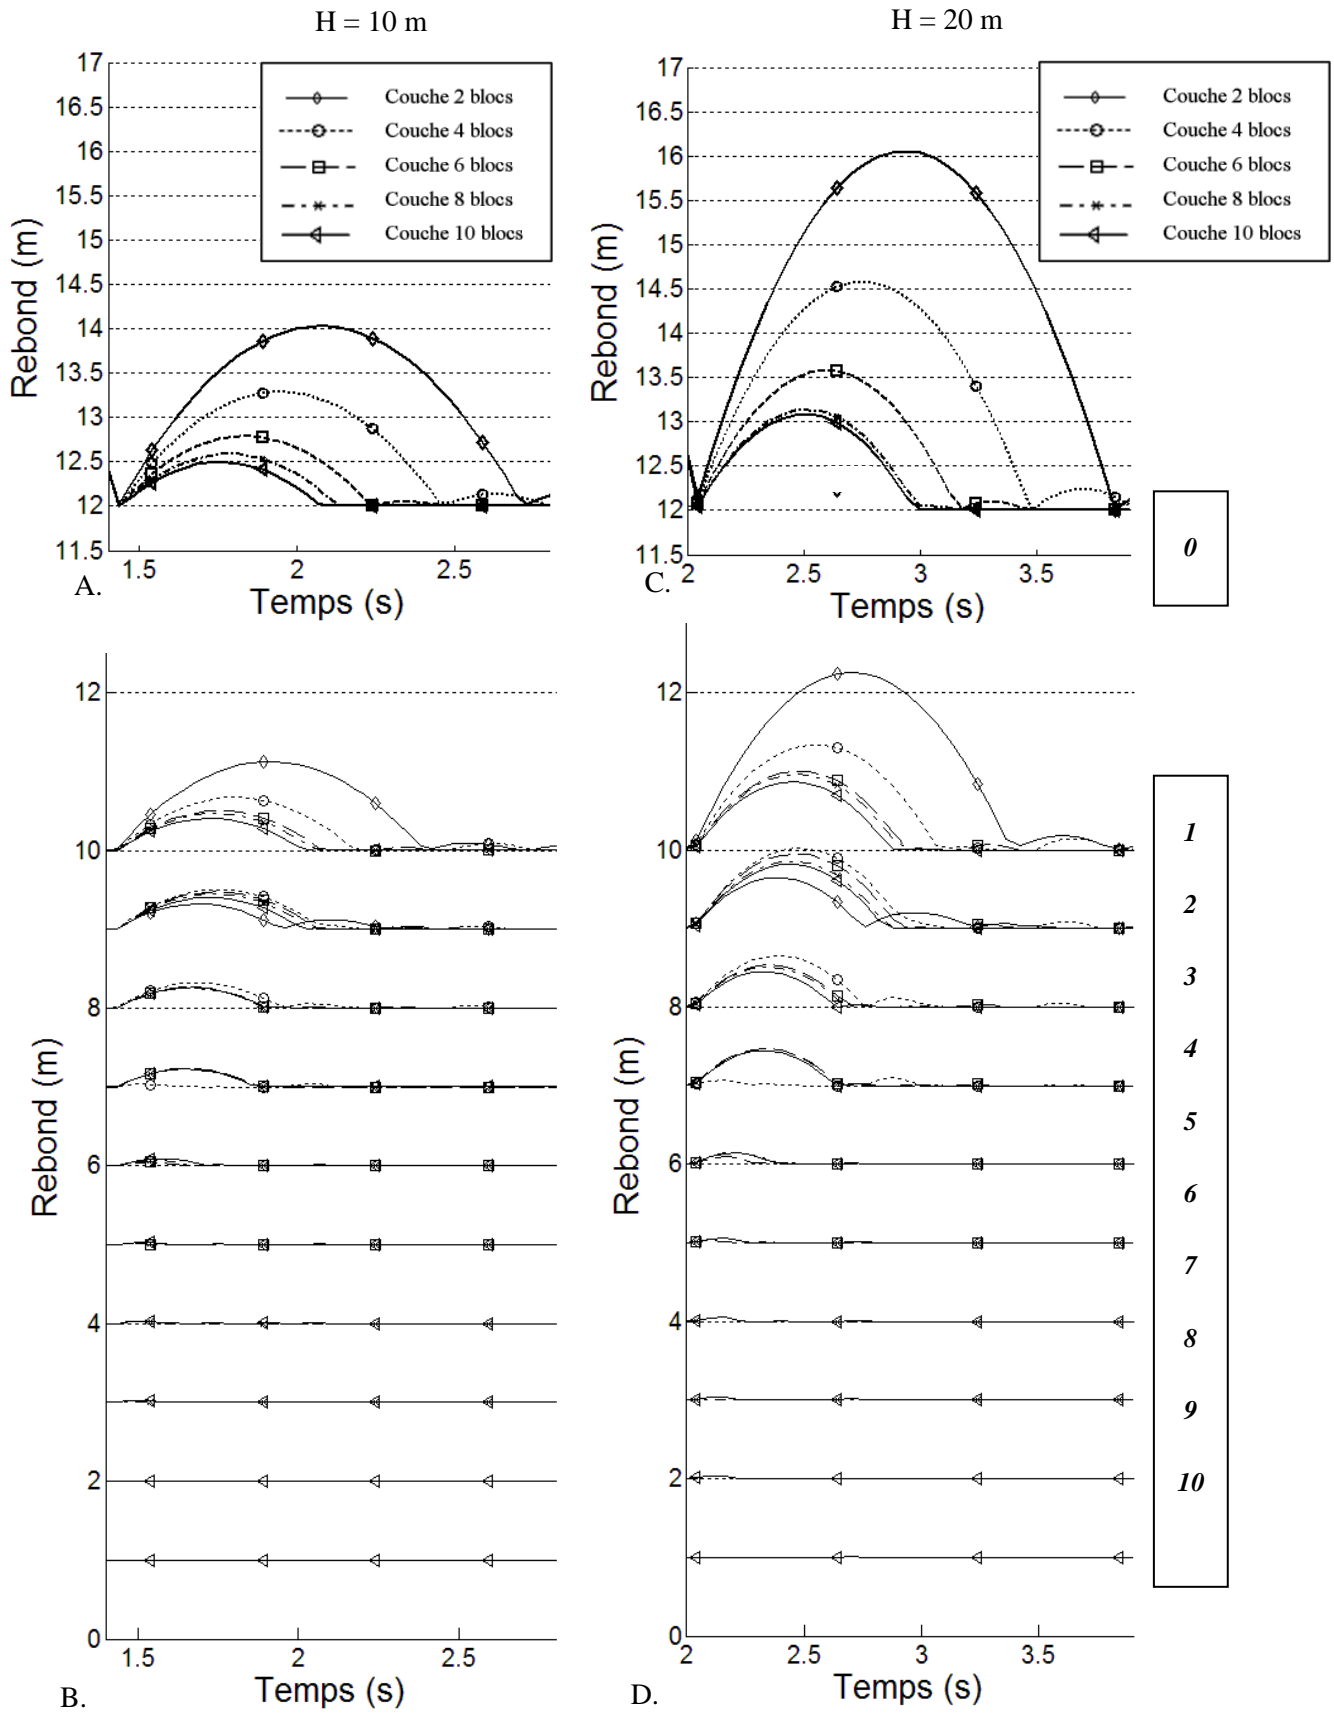 H = 10 m
H = 20 m
17
16.5
16
15.5
15
14.5
14
13.5
13
12.5
12
11.5
Rebond (m)
Couche 2 blocs
Couche 4 blocs
Couche 6 blocs
Couche 8 blocs
Couche 10 blocs
1.5
2
2.5
A.
Temps (s)
17
16.5
16
15.5
15
14.5
14
13.5
13
12.5
12
11.5
Rebond (m)
Couche 2 blocs
Couche 4 blocs
Couche 6 blocs
Couche 8 blocs
Couche 10 blocs
2
2.5
3
3.5
C.
Temps (s)
0
12
10
8
6
4
2
0
Rebond (m)
1.5
2
2.5
B.
Temps (s)
12
10
8
6
4
2
0
Rebond (m)
2
2.5
3
3.5
D.
Temps (s)
1
2
3
4
5
6
7
8
9
10